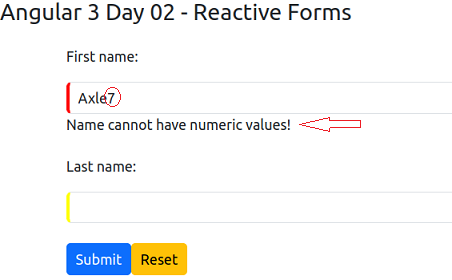 Angular 3 Day 02 - Reactive Forms
First name:
Axle7
Name cannot have numeric values!
Last name:
Submit Reset